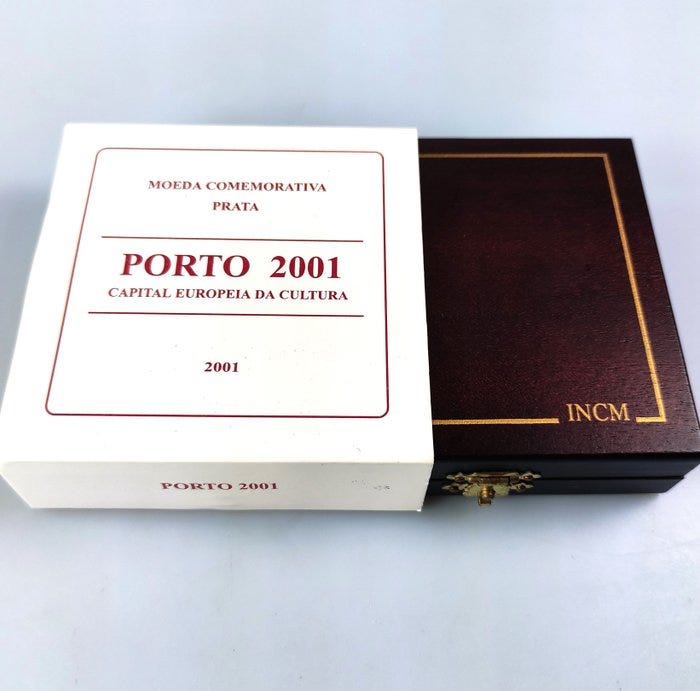 MOEDA COMEMORATIVA
PRATA
PORTO 2001
CAPITAL EUROPEIA DA CULTURA
2001
PORTO 2001
INCM